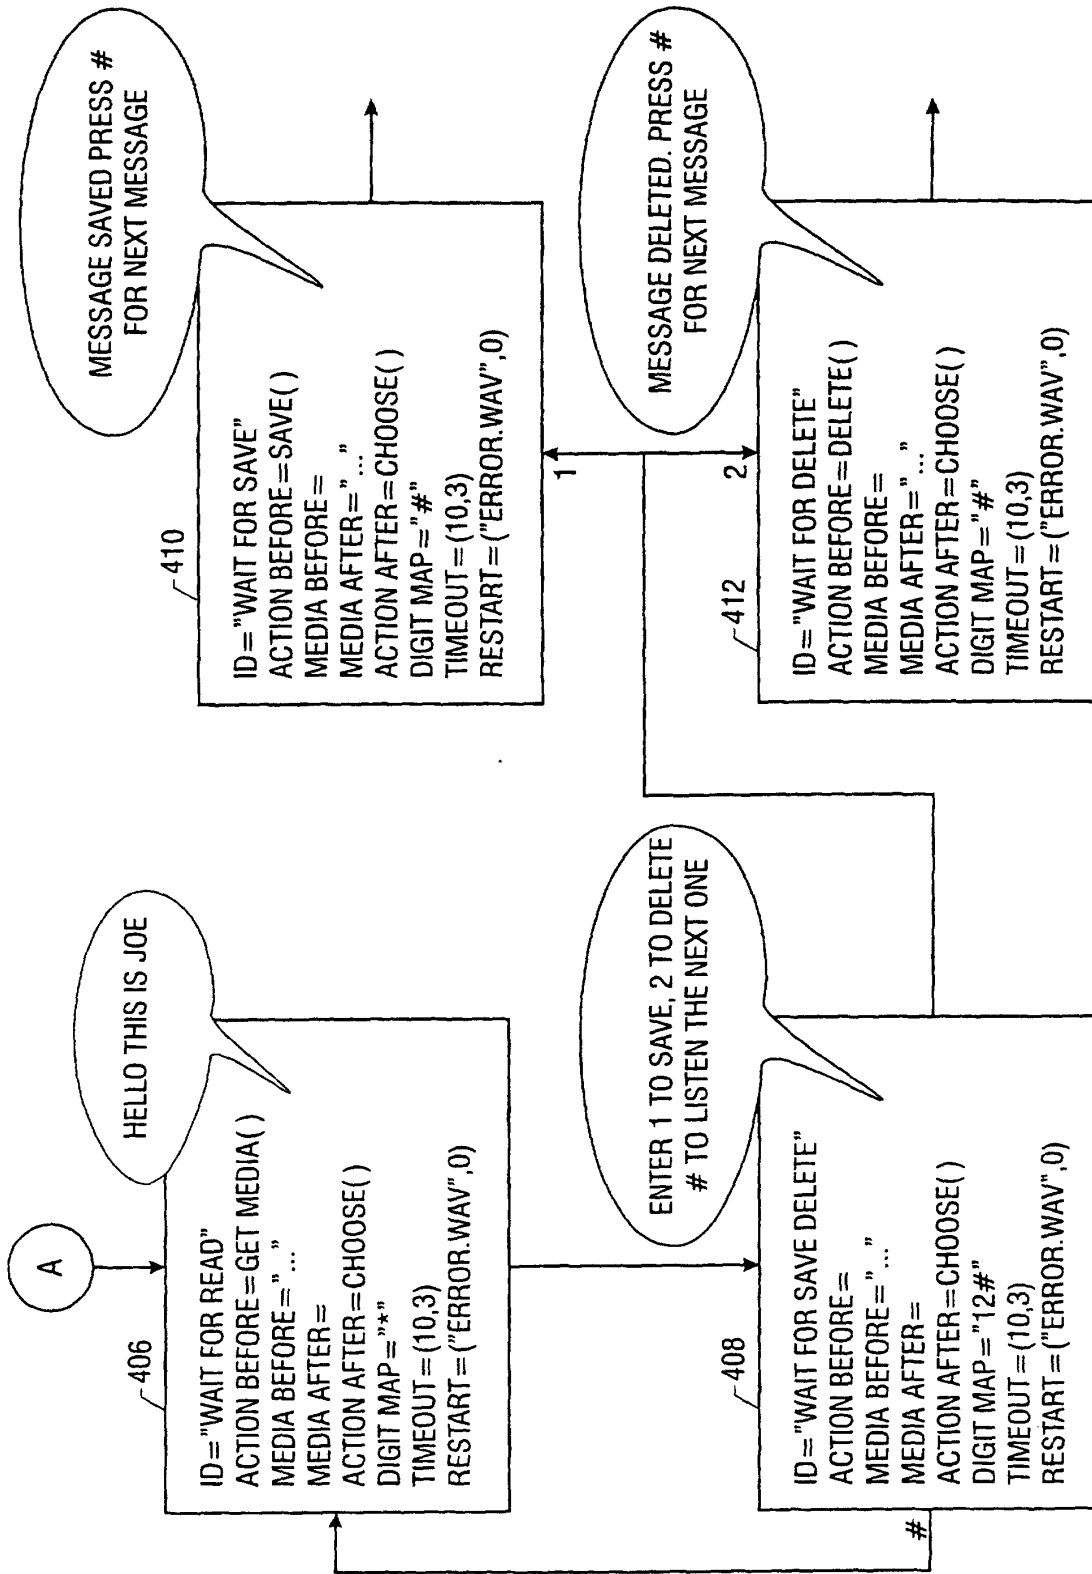 A
406
HELLO THIS IS JOE
ID="WAIT FOR READ"
ACTION BEFORE=GET MEDIA( )
MEDIA BEFORE="..."
MEDIA AFTER=
ACTION AFTER=CHOOSE( )
DIGIT MAP="*"
TIMEOUT=(10,3)
RESTART=("ERROR.WAV",0)
408
ENTER 1 TO SAVE, 2 TO DELETE
# TO LISTEN THE NEXT ONE
ID="WAIT FOR SAVE DELETE"
ACTION BEFORE=
MEDIA BEFORE="..."
MEDIA AFTER=
ACTION AFTER=CHOOSE( )
DIGIT MAP="12#"
TIMEOUT=(10,3)
RESTART=("ERROR.WAV",0)
#
410
MESSAGE SAVED PRESS #
FOR NEXT MESSAGE
ID="WAIT FOR SAVE"
ACTION BEFORE=SAVE( )
MEDIA BEFORE=
MEDIA AFTER="..."
ACTION AFTER=CHOOSE( )
DIGIT MAP="#"
TIMEOUT=(10,3)
RESTART=("ERROR.WAV",0)
1
2
412
MESSAGE DELETED. PRESS #
FOR NEXT MESSAGE
ID="WAIT FOR DELETE"
ACTION BEFORE=DELETE( )
MEDIA BEFORE=
MEDIA AFTER="..."
ACTION AFTER=CHOOSE( )
DIGIT MAP="#"
TIMEOUT=(10,3)
RESTART=("ERROR.WAV",0)